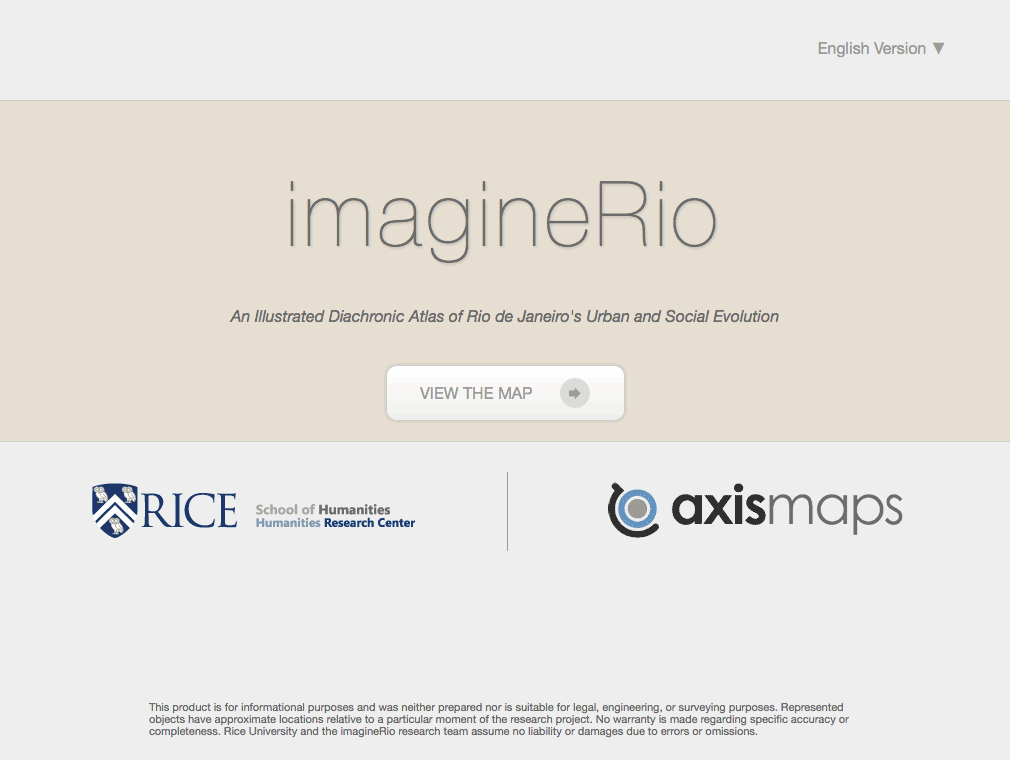 English Version ▼
imagineRio
An Illustrated Diachronic Atlas of Rio de Janeiro's Urban and Social Evolution
VIEW THE MAP
RICE
School of Humanities
Humanities Research Center
axismaps
This product is for informational purposes and was neither prepared nor is suitable for legal, engineering, or surveying purposes. Represented
objects have approximate locations relative to a particular moment of the research project. No warranty is made regarding specific accuracy or
completeness. Rice University and the imagineRio research team assume no liability or damages due to errors or omissions.